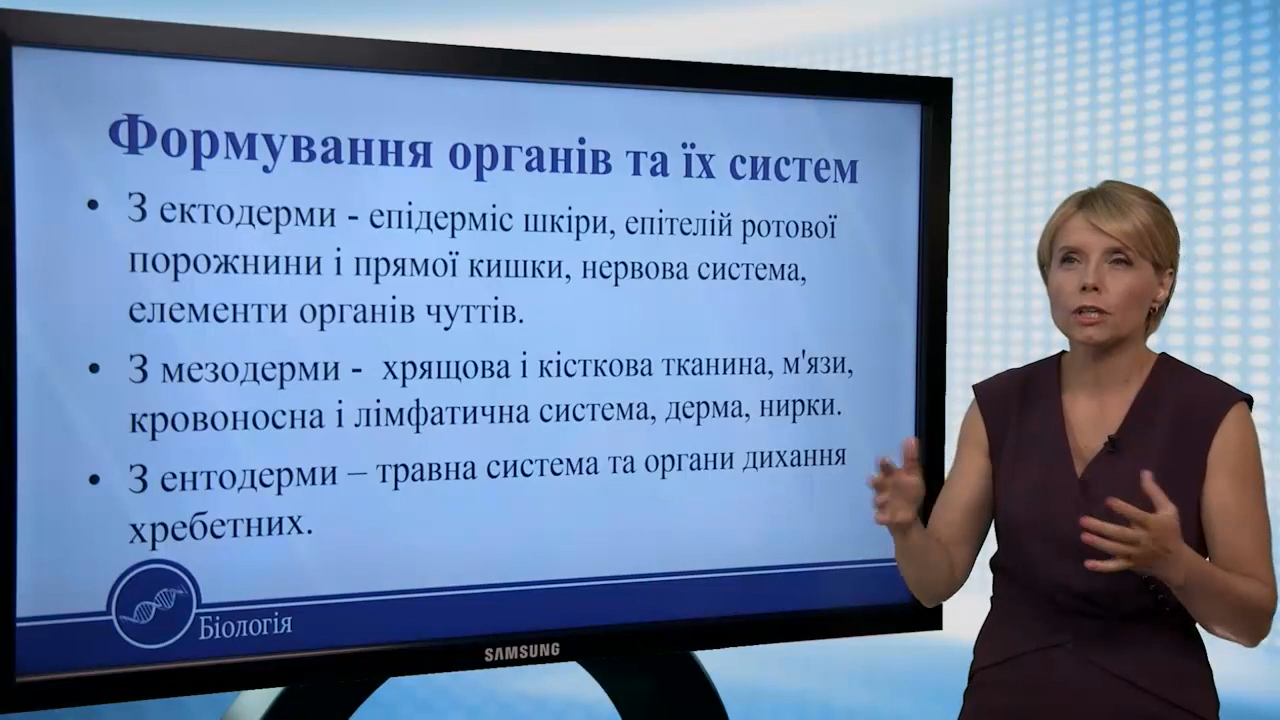 Формування органів та їх систем
• З ектодерми - епідерміс шкіри, епітелій ротової
порожнини і прямої кишки, нервова система,
елементи органів чуттів.
• З мезодерми - хрящова і кісткова тканина, м'язи,
кровоносна і лімфатична система, дерма, нирки.
• З ентодерми – травна система та органи дихання
хребетних.
Біологія
SAMSUNG